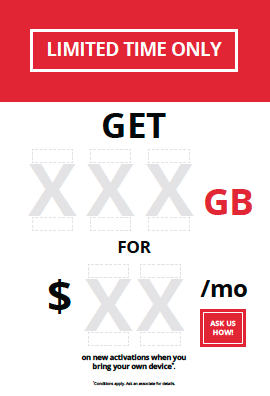 LIMITED TIME ONLY
GET
XXX GB
FOR
$ XX /mo
ASK US
HOW!
on new activations when you
bring your own device*.
*Conditions apply. Ask an associate for details.